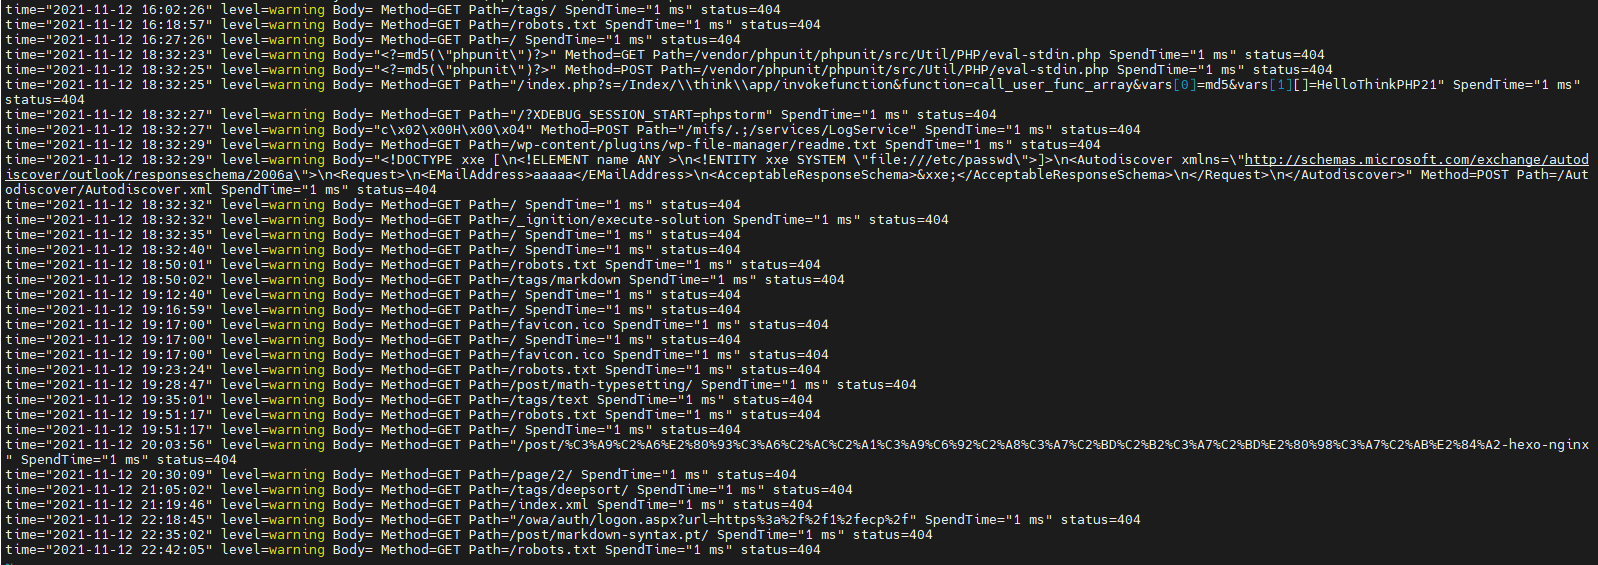 time="2021-11-12 16:02:26" level=warning Body= Method=GET Path=/tags/ SpendTime="1 ms" status=404
time="2021-11-12 16:18:57" level=warning Body= Method=GET Path=/robots.txt SpendTime="1 ms" status=404
time="2021-11-12 16:27:26" level=warning Body= Method=GET Path=/ SpendTime="1 ms" status=404
time="2021-11-12 18:32:23" level=warning Body="<?=md5(\"phpunit\")?>" Method=GET Path=/vendor/phpunit/phpunit/src/Util/PHP/eval-stdin.php SpendTime="1 ms" status=404
time="2021-11-12 18:32:25" level=warning Body="<?=md5(\"phpunit\")?>" Method=POST Path=/vendor/phpunit/phpunit/src/Util/PHP/eval-stdin.php SpendTime="1 ms" status=404
time="2021-11-12 18:32:25" level=warning Body= Method=GET Path="/index.php?s=/Index/\\think\\app/invokefunction&function=call_user_func_array&vars[0]=md5&vars[1][]=HelloThinkPHP21" SpendTime="1 ms"
status=404
time="2021-11-12 18:32:27" level=warning Body= Method=GET Path="/?XDEBUG_SESSION_START=phpstorm" SpendTime="1 ms" status=404
time="2021-11-12 18:32:27" level=warning Body="c\x02\x00H\x00\x04" Method=POST Path="/mifs/.;/services/LogService" SpendTime="1 ms" status=404
time="2021-11-12 18:32:29" level=warning Body= Method=GET Path=/wp-content/plugins/wp-file-manager/readme.txt SpendTime="1 ms" status=404
time="2021-11-12 18:32:29" level=warning Body="<!DOCTYPE xxe [\n<!ELEMENT name ANY >\n<!ENTITY xxe SYSTEM \"file:///etc/passwd\">]>\n<Autodiscover xmlns=\"http://schemas.microsoft.com/exchange/autod
iscover/outlook/responseschema/2006a\">\n<Request>\n<EMailAddress>aaaaa</EMailAddress>\n<AcceptableResponseSchema>&xxe;</AcceptableResponseSchema>\n</Request>\n</Autodiscover>" Method=POST Path=/Aut
odiscover/Autodiscover.xml SpendTime="1 ms" status=404
time="2021-11-12 18:32:32" level=warning Body= Method=GET Path=/ SpendTime="1 ms" status=404
time="2021-11-12 18:32:32" level=warning Body= Method=GET Path=/_ignition/execute-solution SpendTime="1 ms" status=404
time="2021-11-12 18:32:35" level=warning Body= Method=GET Path=/ SpendTime="1 ms" status=404
time="2021-11-12 18:32:40" level=warning Body= Method=GET Path=/ SpendTime="1 ms" status=404
time="2021-11-12 18:50:01" level=warning Body= Method=GET Path=/robots.txt SpendTime="1 ms" status=404
time="2021-11-12 18:50:02" level=warning Body= Method=GET Path=/tags/markdown SpendTime="1 ms" status=404
time="2021-11-12 19:12:40" level=warning Body= Method=GET Path=/ SpendTime="1 ms" status=404
time="2021-11-12 19:16:59" level=warning Body= Method=GET Path=/ SpendTime="1 ms" status=404
time="2021-11-12 19:17:00" level=warning Body= Method=GET Path=/favicon.ico SpendTime="1 ms" status=404
time="2021-11-12 19:17:00" level=warning Body= Method=GET Path=/ SpendTime="1 ms" status=404
time="2021-11-12 19:17:00" level=warning Body= Method=GET Path=/favicon.ico SpendTime="1 ms" status=404
time="2021-11-12 19:23:24" level=warning Body= Method=GET Path=/robots.txt SpendTime="1 ms" status=404
time="2021-11-12 19:28:47" level=warning Body= Method=GET Path=/post/math-typesetting/ SpendTime="1 ms" status=404
time="2021-11-12 19:35:01" level=warning Body= Method=GET Path=/tags/text SpendTime="1 ms" status=404
time="2021-11-12 19:51:17" level=warning Body= Method=GET Path=/robots.txt SpendTime="1 ms" status=404
time="2021-11-12 19:51:17" level=warning Body= Method=GET Path=/ SpendTime="1 ms" status=404
time="2021-11-12 20:03:56" level=warning Body= Method=GET Path="/post/%C3%A9%C2%A6%E2%80%93%C3%A6%C2%AC%C2%A1%C3%A9%C6%92%C2%A8%C3%A7%C2%BD%C2%B2%C3%A7%C2%BD%E2%80%98%C3%A7%C2%AB%E2%84%A2-hexo-nginx
" SpendTime="1 ms" status=404
time="2021-11-12 20:30:09" level=warning Body= Method=GET Path=/page/2/ SpendTime="1 ms" status=404
time="2021-11-12 21:05:02" level=warning Body= Method=GET Path=/tags/deepsort/ SpendTime="1 ms" status=404
time="2021-11-12 21:19:46" level=warning Body= Method=GET Path=/index.xml SpendTime="1 ms" status=404
time="2021-11-12 22:18:45" level=warning Body= Method=GET Path="/owa/auth/logon.aspx?url=https%3a%2f%2f1%2fecp%2f" SpendTime="1 ms" status=404
time="2021-11-12 22:35:02" level=warning Body= Method=GET Path=/post/markdown-syntax.pt/ SpendTime="1 ms" status=404
time="2021-11-12 22:42:05" level=warning Body= Method=GET Path=/robots.txt SpendTime="1 ms" status=404